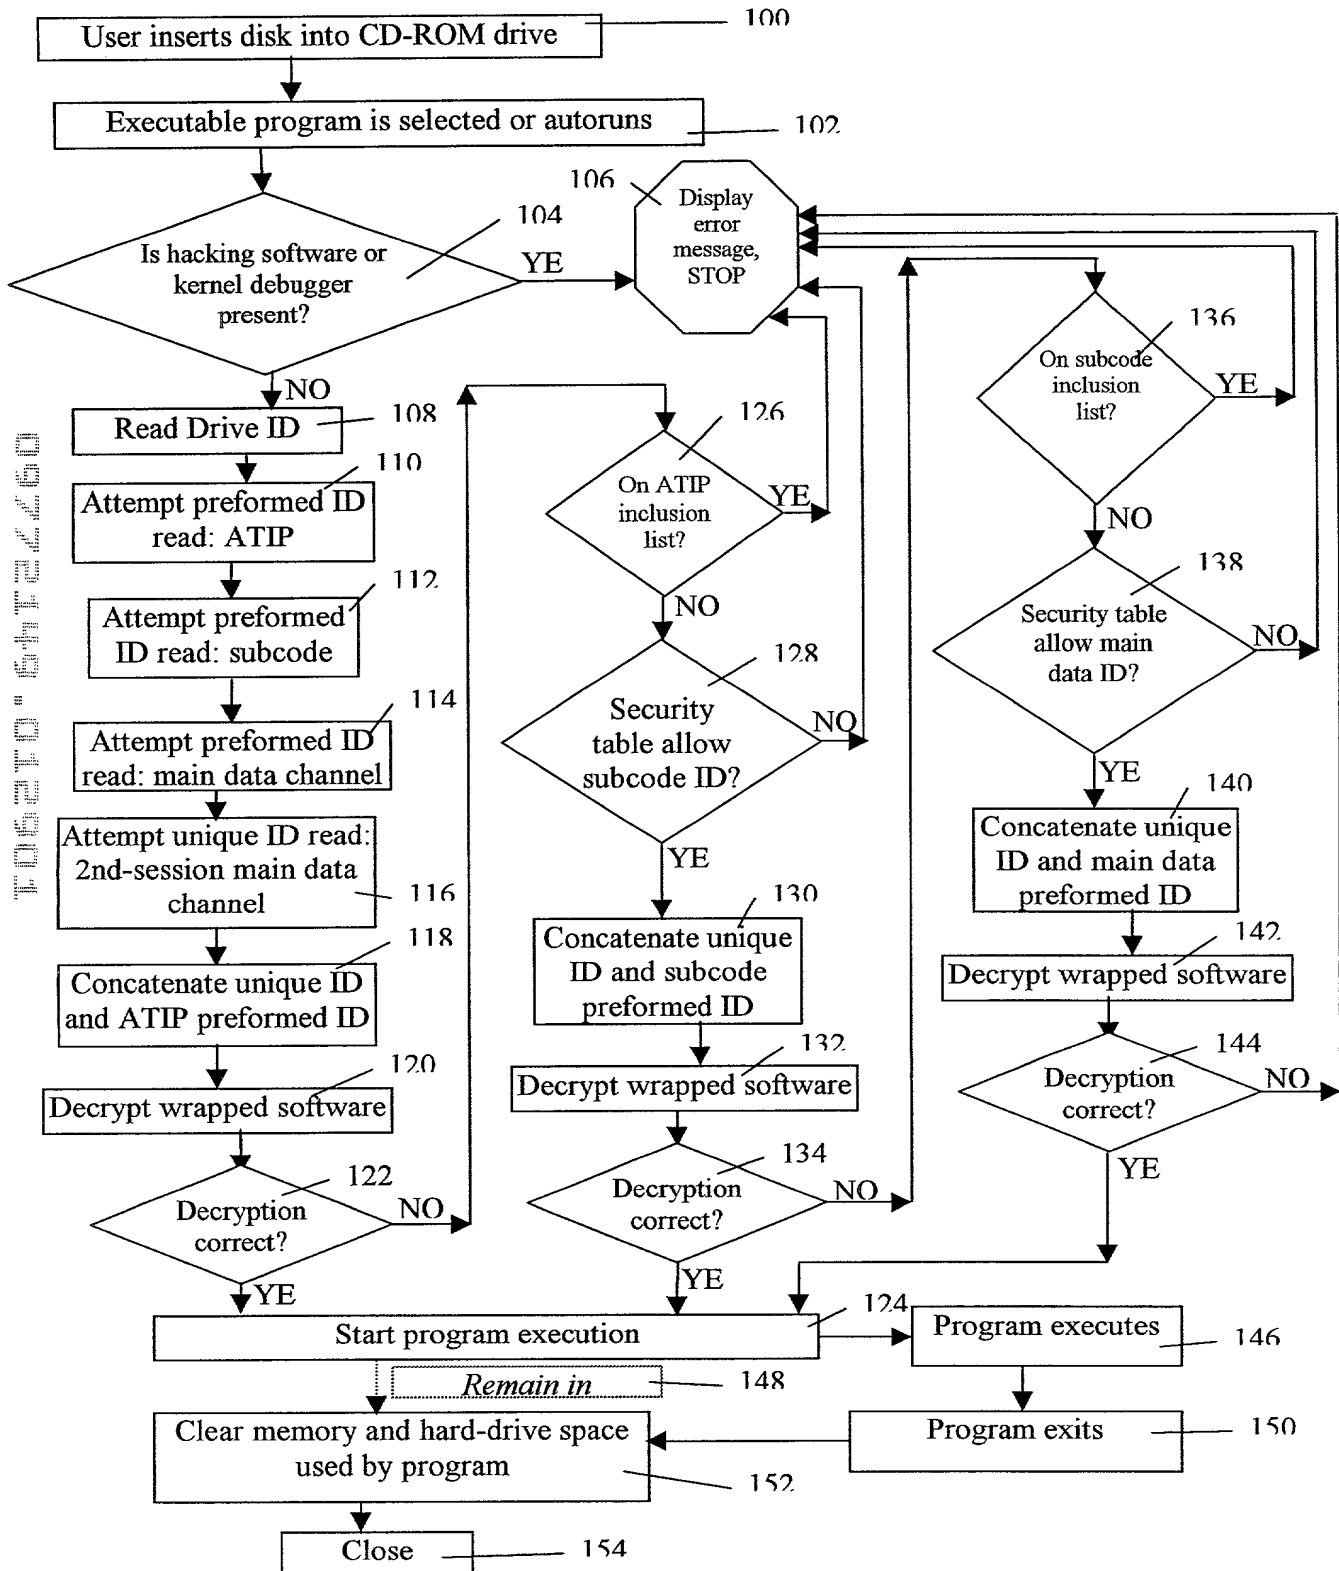 100
User inserts disk into CD-ROM drive
Executable program is selected or autoruns
102
106
Display
error
message,
STOP
104
Is hacking software or
kernel debugger
present?
YE
NO
108
Read Drive ID
110
Attempt preformed ID
read: ATIP
112
Attempt preformed
ID read: subcode
114
Attempt preformed ID
read: main data channel
Attempt unique ID read:
2nd-session main data
channel
116
118
Concatenate unique ID
and ATIP preformed ID
120
Decrypt wrapped software
122
Decryption
correct?
NO
YE
126
On ATIP
inclusion
list?
YE
NO
128
Security
table allow
subcode ID?
NO
YE
130
Concatenate unique
ID and subcode
preformed ID
132
Decrypt wrapped software
134
Decryption
correct?
NO
YE
136
On subcode
inclusion
list?
YE
NO
138
Security table
allow main
data ID?
NO
YE
140
Concatenate unique
ID and main data
preformed ID
142
Decrypt wrapped software
144
Decryption
correct?
NO
YE
124
Start program execution
Program executes
146
Remain in
148
Clear memory and hard-drive space
used by program
152
Program exits
150
Close
154